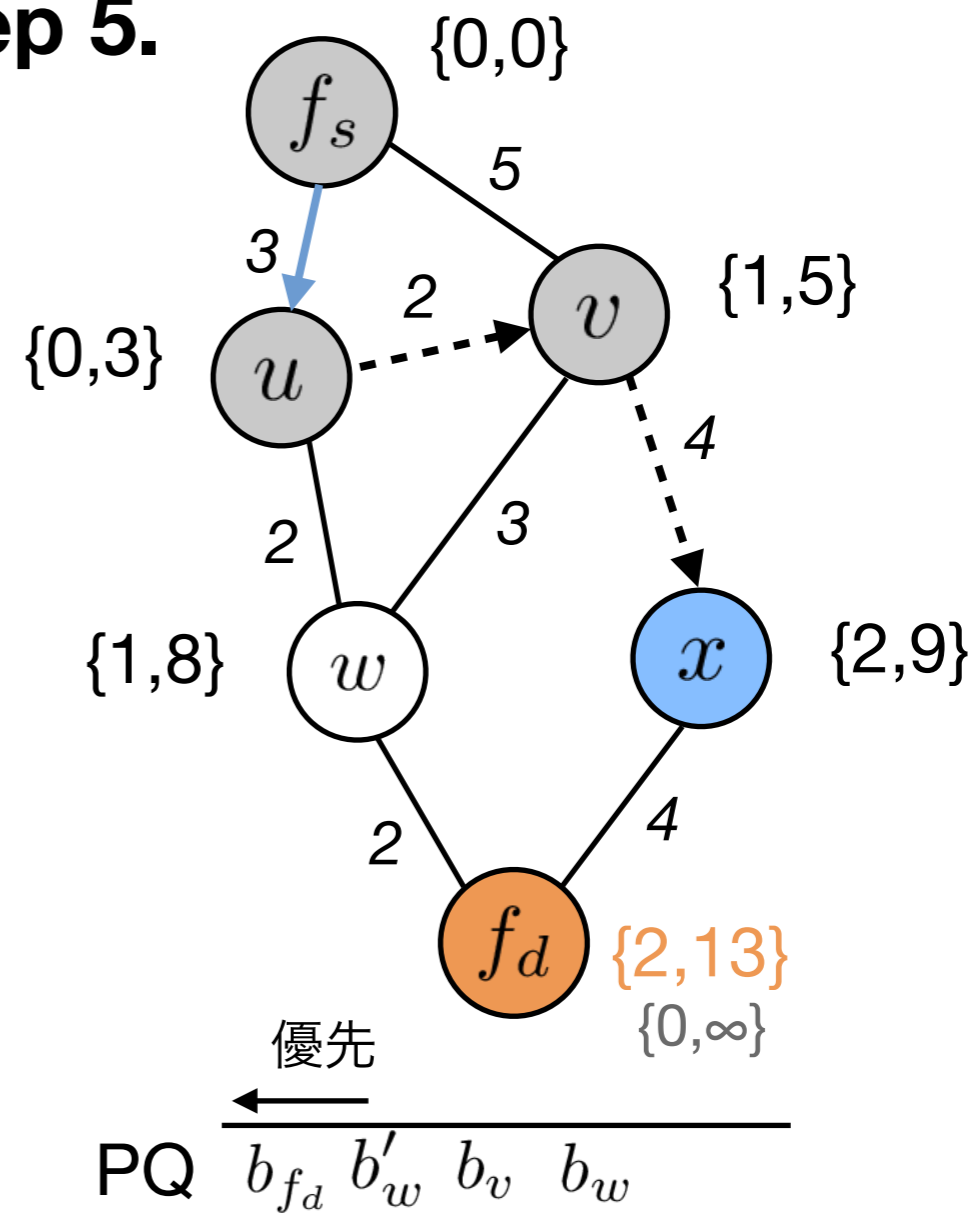 ep 5.
{0,0}
f_s
5
3
2
{1,5}
v
{0,3}
u
4
2
3
{1,8}
w
x
{2,9}
2
4
f_d
{2,13}
{0,∞}
優先
PQ b_{f_d} b'_w b_v b_w